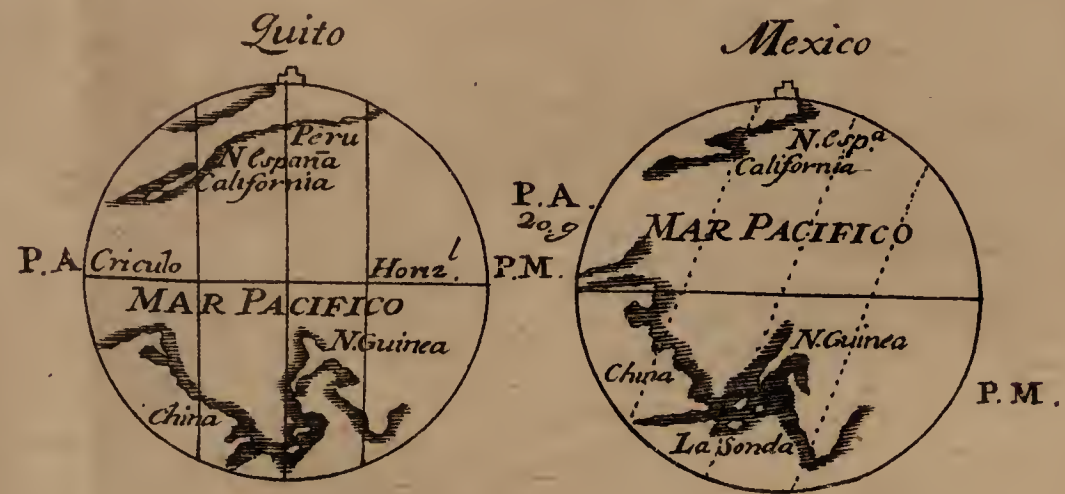 Quito
Peru
N España
California
P.A Criculo Honz.l P.M.
MAR PACIFICO
N.Guinea
China
Mexico
N.esp.a
California
P.A.
20.9
MAR PACIFICO
N.Guinea
China
La Sonda
P.M.